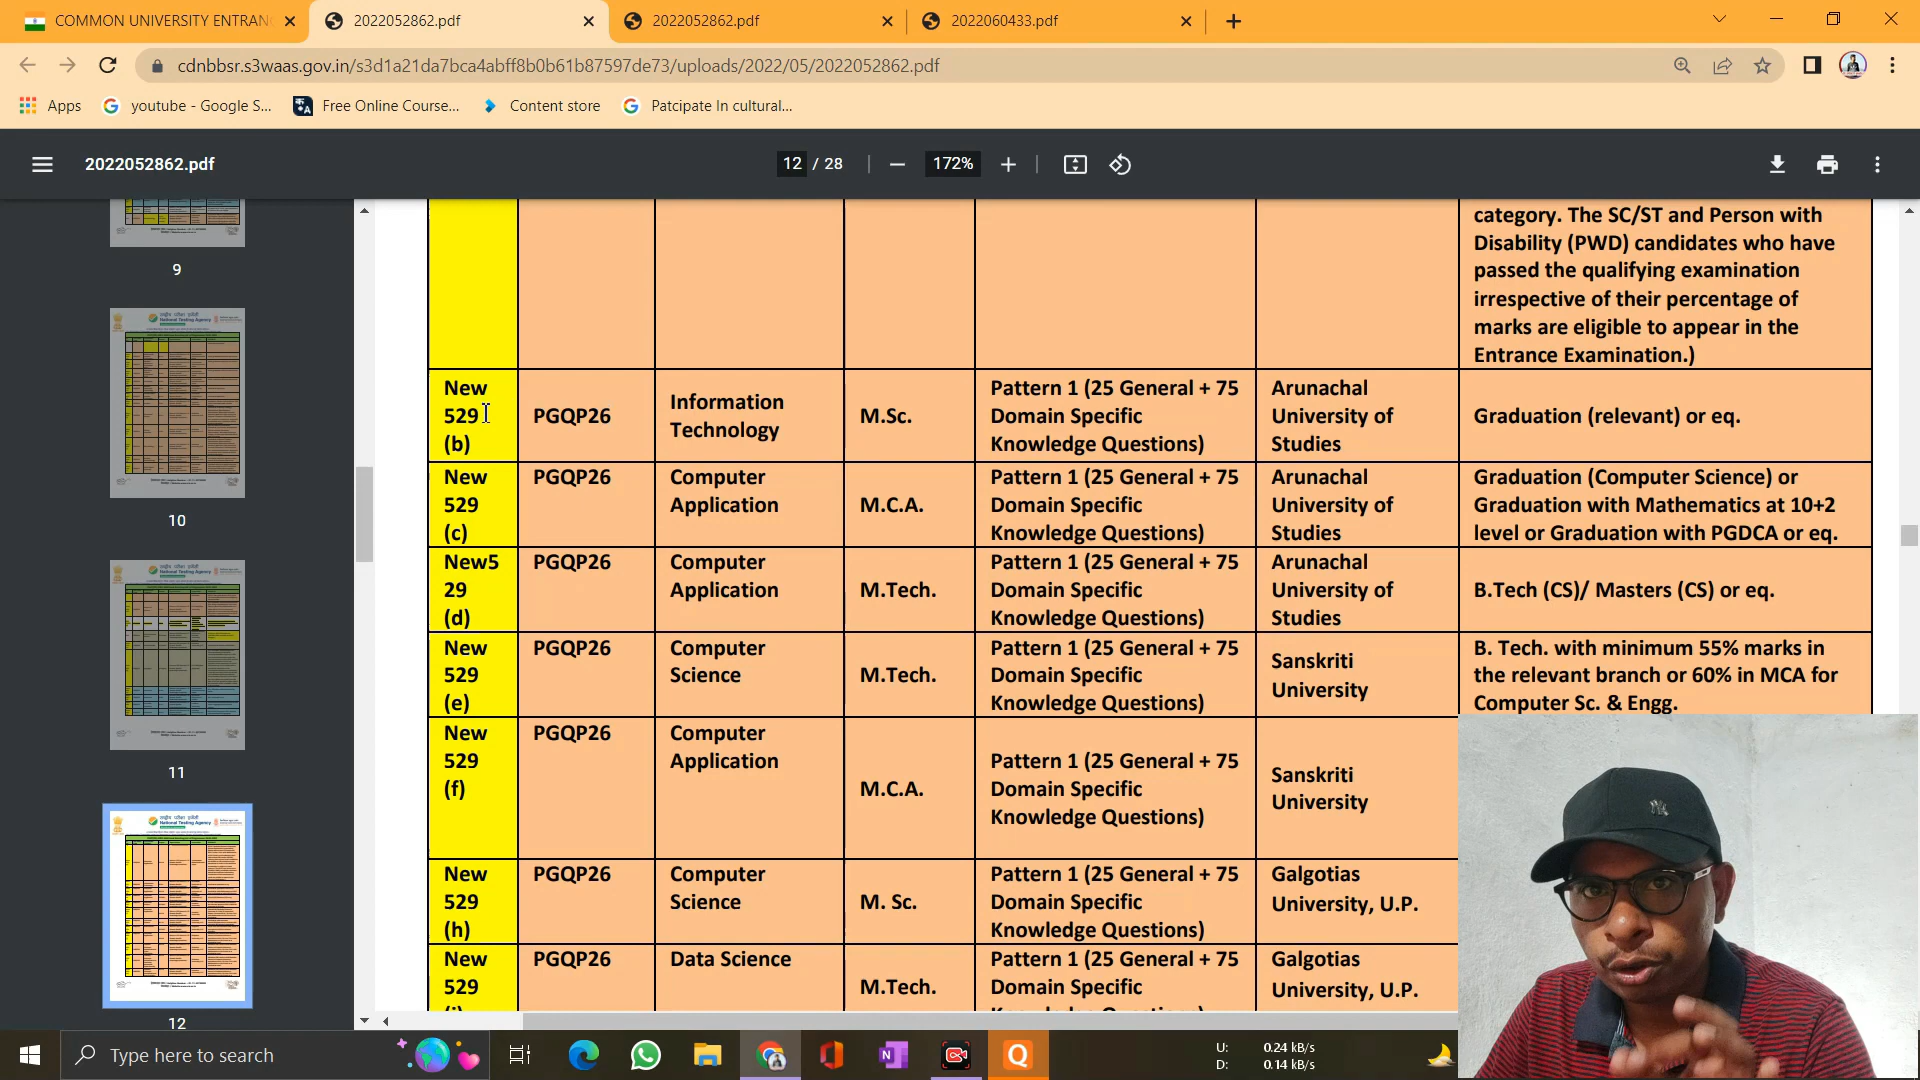 COMMON UNIVERSITY ENTRAN
2022052862.pdf
2022052862.pdf
2022060433.pdf
cdnbbsr.s3waas.gov.in/s3d1a21da7bca4abff8b0b61b87597de73/uploads/2022/05/2022052862.pdf
Apps
youtube - Google S...
Free Online Course...
Content store
Patcipate In cultural...
2022052862.pdf
12 / 28
172%
9
10
11
12
category. The SC/ST and Person with
Disability (PWD) candidates who have
passed the qualifying examination
irrespective of their percentage of
marks are eligible to appear in the
Entrance Examination.)
New
529
(b)
PGQP26
Information
Technology
M.Sc.
Pattern 1 (25 General + 75
Domain Specific
Knowledge Questions)
Arunachal
University of
Studies
Graduation (relevant) or eq.
New
529
(c)
PGQP26
Computer
Application
M.C.A.
Pattern 1 (25 General + 75
Domain Specific
Knowledge Questions)
Arunachal
University of
Studies
Graduation (Computer Science) or
Graduation with Mathematics at 10+2
level or Graduation with PGDCA or eq.
New5
29
(d)
PGQP26
Computer
Application
M.Tech.
Pattern 1 (25 General + 75
Domain Specific
Knowledge Questions)
Arunachal
University of
Studies
B.Tech (CS)/ Masters (CS) or eq.
New
529
(e)
PGQP26
Computer
Science
M.Tech.
Pattern 1 (25 General + 75
Domain Specific
Knowledge Questions)
Sanskriti
University
B. Tech. with minimum 55% marks in
the relevant branch or 60% in MCA for
Computer Sc. & Engg.
New
529
(f)
PGQP26
Computer
Application
M.C.A.
Pattern 1 (25 General + 75
Domain Specific
Knowledge Questions)
Sanskriti
University
New
529
(h)
PGQP26
Computer
Science
M. Sc.
Pattern 1 (25 General + 75
Domain Specific
Knowledge Questions)
Galgotias
University, U.P.
New
529
PGQP26
Data Science
M.Tech.
Pattern 1 (25 General + 75
Domain Specific
Galgotias
University, U.P.
Type here to search
U: 0.24 kB/s
D: 0.14 kB/s